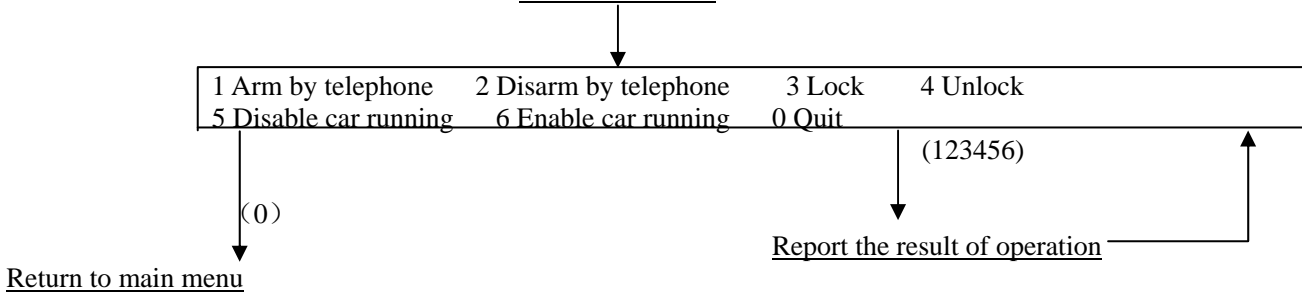 1 Arm by telephone 2 Disarm by telephone 3 Lock 4 Unlock
5 Disable car running 6 Enable car running 0 Quit
(123456)
（0）
Report the result of operation
Return to main menu